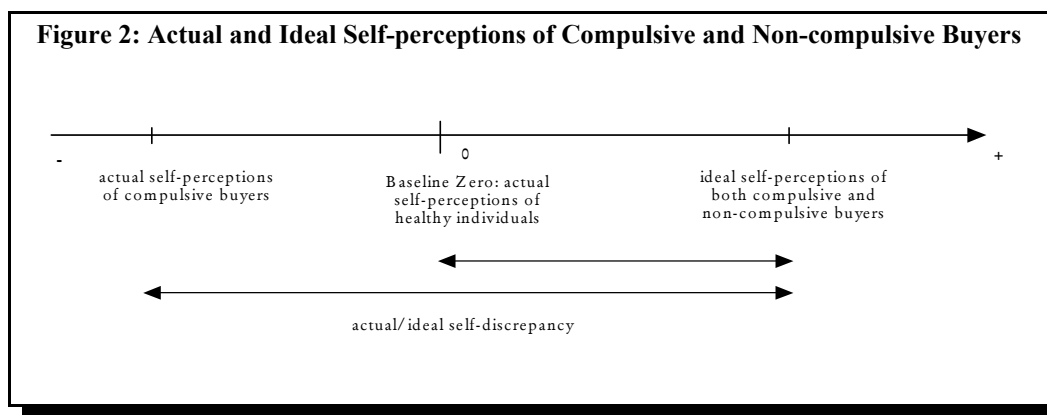 Figure 2: Actual and Ideal Self-perceptions of Compulsive and Non-compulsive Buyers
-
0
+
actual self-perceptions
of compulsive buyers
Baseline Zero: actual
self-perceptions of
healthy individuals
ideal self-perceptions of
both compulsive and
non-compulsive buyers
actual/ideal self-discrepancy